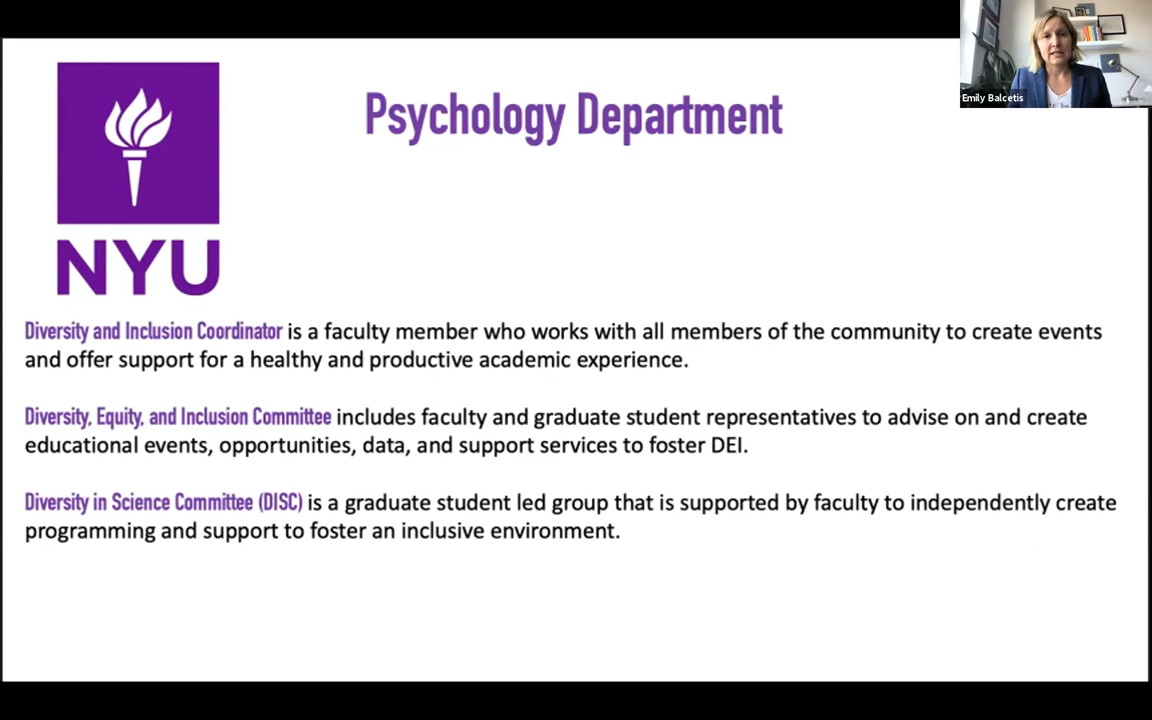 Emily Balcetis
Psychology Department
NYU
Diversity and Inclusion Coordinator is a faculty member who works with all members of the community to create events
and offer support for a healthy and productive academic experience.
Diversity, Equity, and Inclusion Committee includes faculty and graduate student representatives to advise on and create
educational events, opportunities, data, and support services to foster DEI.
Diversity in Science Committee (DISC) is a graduate student led group that is supported by faculty to independently create
programming and support to foster an inclusive environment.